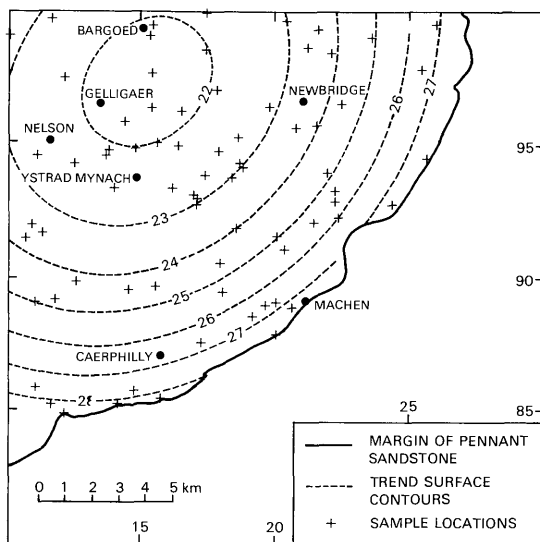 BARGOED
22
GELLIGAER
NEWBRIDGE
26
27
NELSON
95
YSTRAD MYNACH
23
24
25
26
27
90
MACHEN
CAERPHILLY
28
25
85
MARGIN OF PENNANT
SANDSTONE
TREND SURFACE
CONTOURS
SAMPLE LOCATIONS
0 1 2 3 4 5 km
15
20